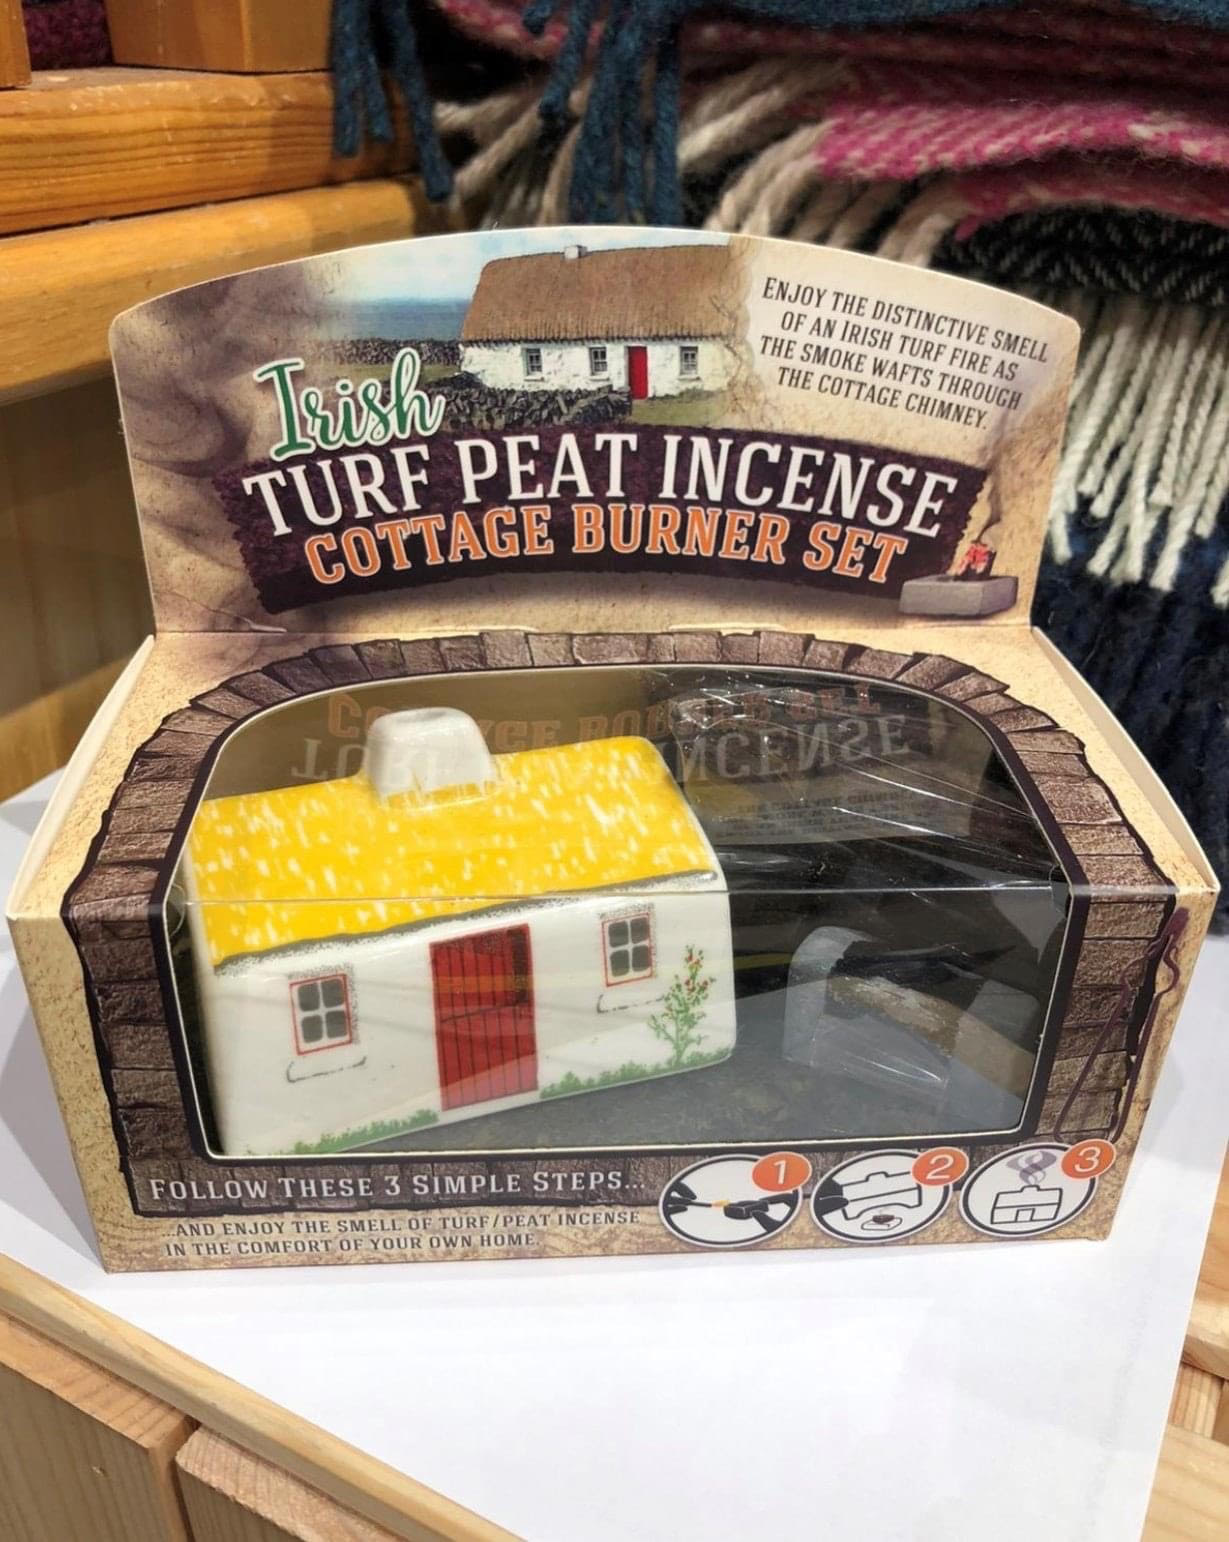 ENJOY THE DISTINCTIVE SMELL
OF AN IRISH TURF FIRE AS
THE SMOKE WAFTS THROUGH
THE COTTAGE CHIMNEY.
Irish
TURF PEAT INCENSE
COTTAGE BURNER SET
FOLLOW THESE 3 SIMPLE STEPS...
...AND ENJOY THE SMELL OF TURF/PEAT INCENSE
IN THE COMFORT OF YOUR OWN HOME.
1
2
3